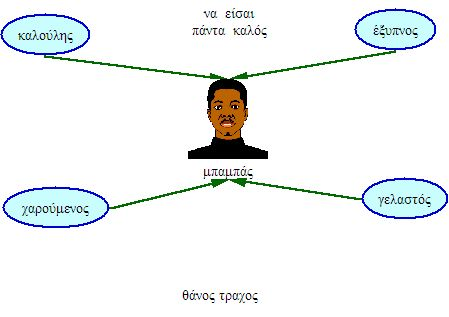 να είσαι
πάντα καλός
καλούλης
έξυπνος
μπαμπάς
χαρούμενος
γελαστός
θάνος τραχος